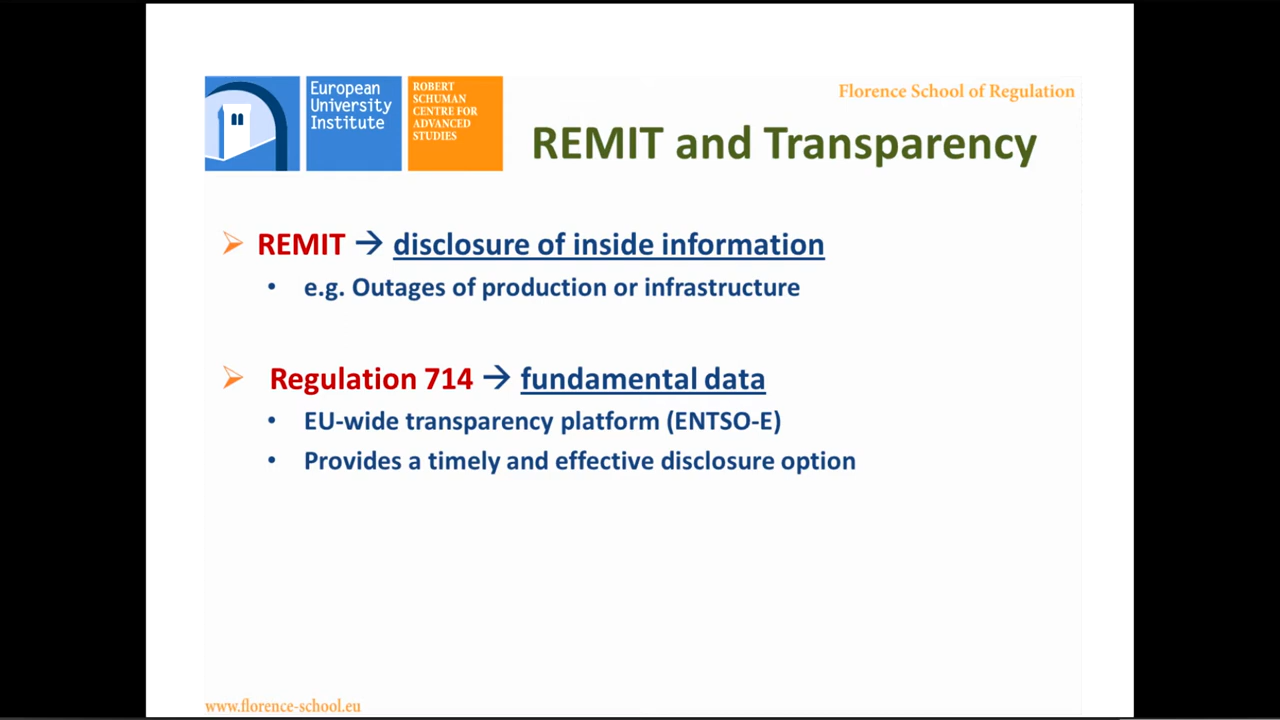 European
University
Institute
ROBERT
SCHUMAN
CENTRE FOR
ADVANCED
STUDIES
Florence School of Regulation
REMIT and Transparency
➢ REMIT → disclosure of inside information
• e.g. Outages of production or infrastructure
➢ Regulation 714 → fundamental data
• EU-wide transparency platform (ENTSO-E)
• Provides a timely and effective disclosure option
www.florence-school.eu